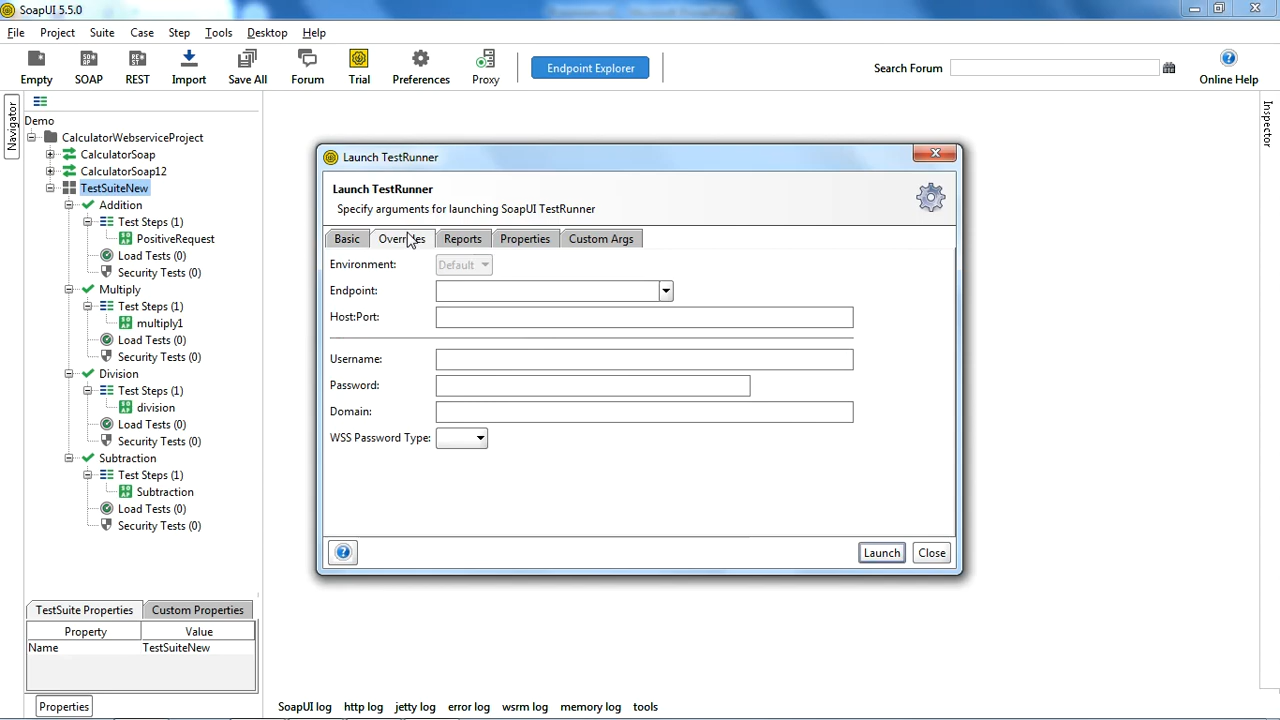 SoapUI 5.5.0
File Project Suite Case Step Tools Desktop Help
Empty SOAP REST Import Save All Forum Trial Preferences Proxy Endpoint Explorer Search Forum Online Help
Navigator
Inspector
Demo
CalculatorWebserviceProject
CalculatorSoap
CalculatorSoap12
TestSuiteNew
Addition
Test Steps (1)
PositiveRequest
Load Tests (0)
Security Tests (0)
Multiply
Test Steps (1)
multiply1
Load Tests (0)
Security Tests (0)
Division
Test Steps (1)
division
Load Tests (0)
Security Tests (0)
Subtraction
Test Steps (1)
Subtraction
Load Tests (0)
Security Tests (0)
TestSuite Properties Custom Properties
Property Value
Name TestSuiteNew
Properties
Launch TestRunner
Launch TestRunner
Specify arguments for launching SoapUI TestRunner
Basic Overrides Reports Properties Custom Args
Environment: Default
Endpoint:
Host:Port:
Username:
Password:
Domain:
WSS Password Type:
Launch Close
SoapUI log http log jetty log error log wsrm log memory log tools